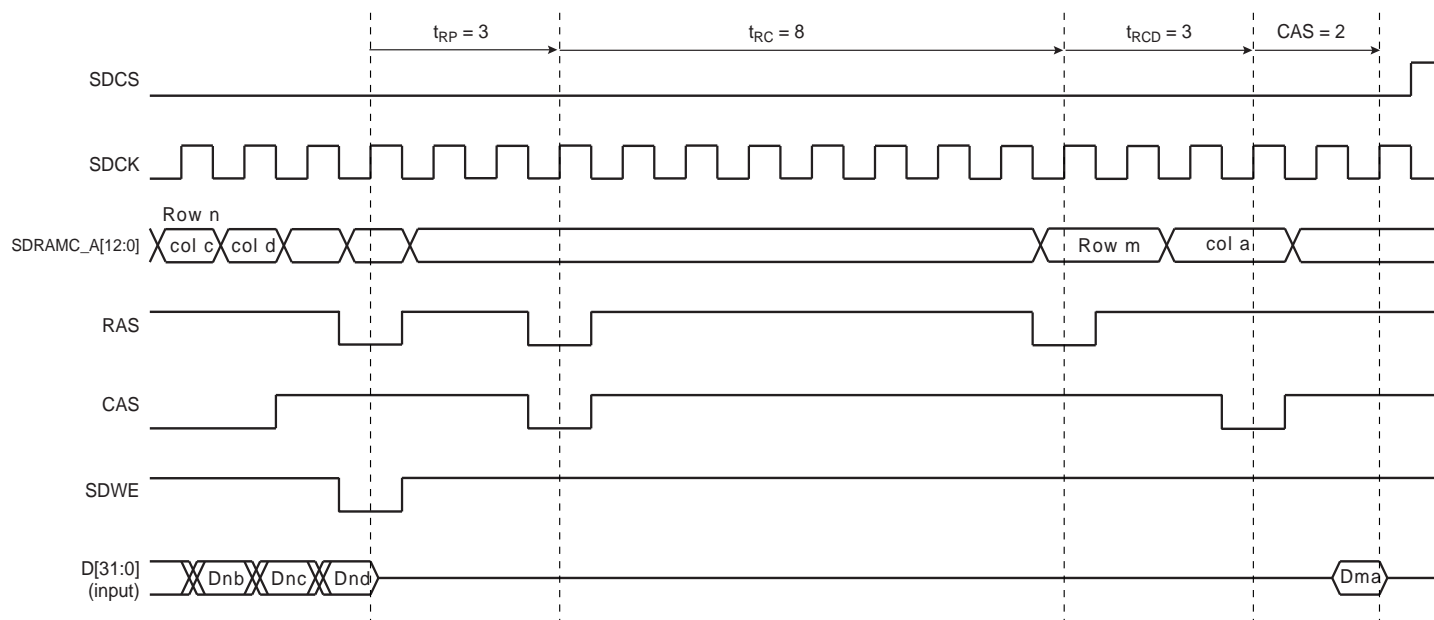 tRP = 3
tRC = 8
tRCD = 3
CAS = 2
SDCS
SDCK
Row n
SDRAMC_A[12:0]
col c
col d
Row m
col a
RAS
CAS
SDWE
D[31:0]
(input)
Dnb
Dnc
Dnd
Dma